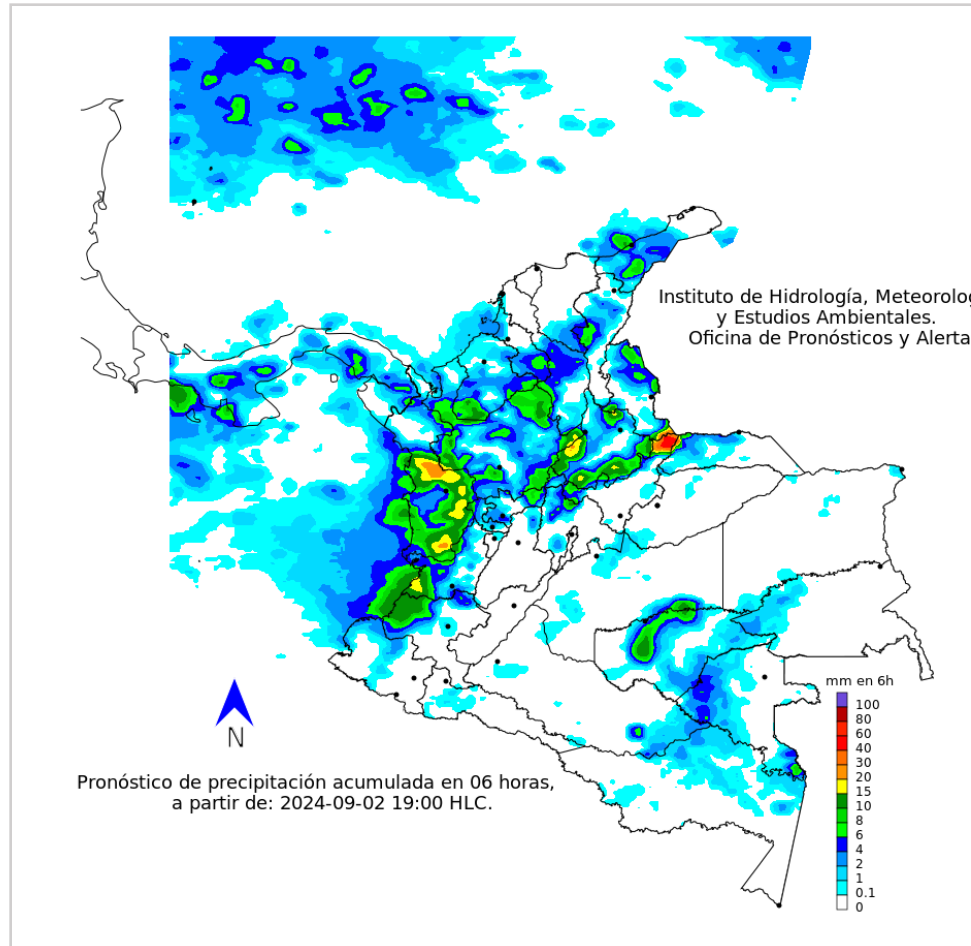 Instituto de Hidrología, Meteorolog
y Estudios Ambientales.
Oficina de Pronósticos y Alerta
mm en 6h
100
80
60
40
30
20
15
10
8
6
4
2
1
0.1
0
N
Pronóstico de precipitación acumulada en 06 horas,
a partir de: 2024-09-02 19:00 HLC.